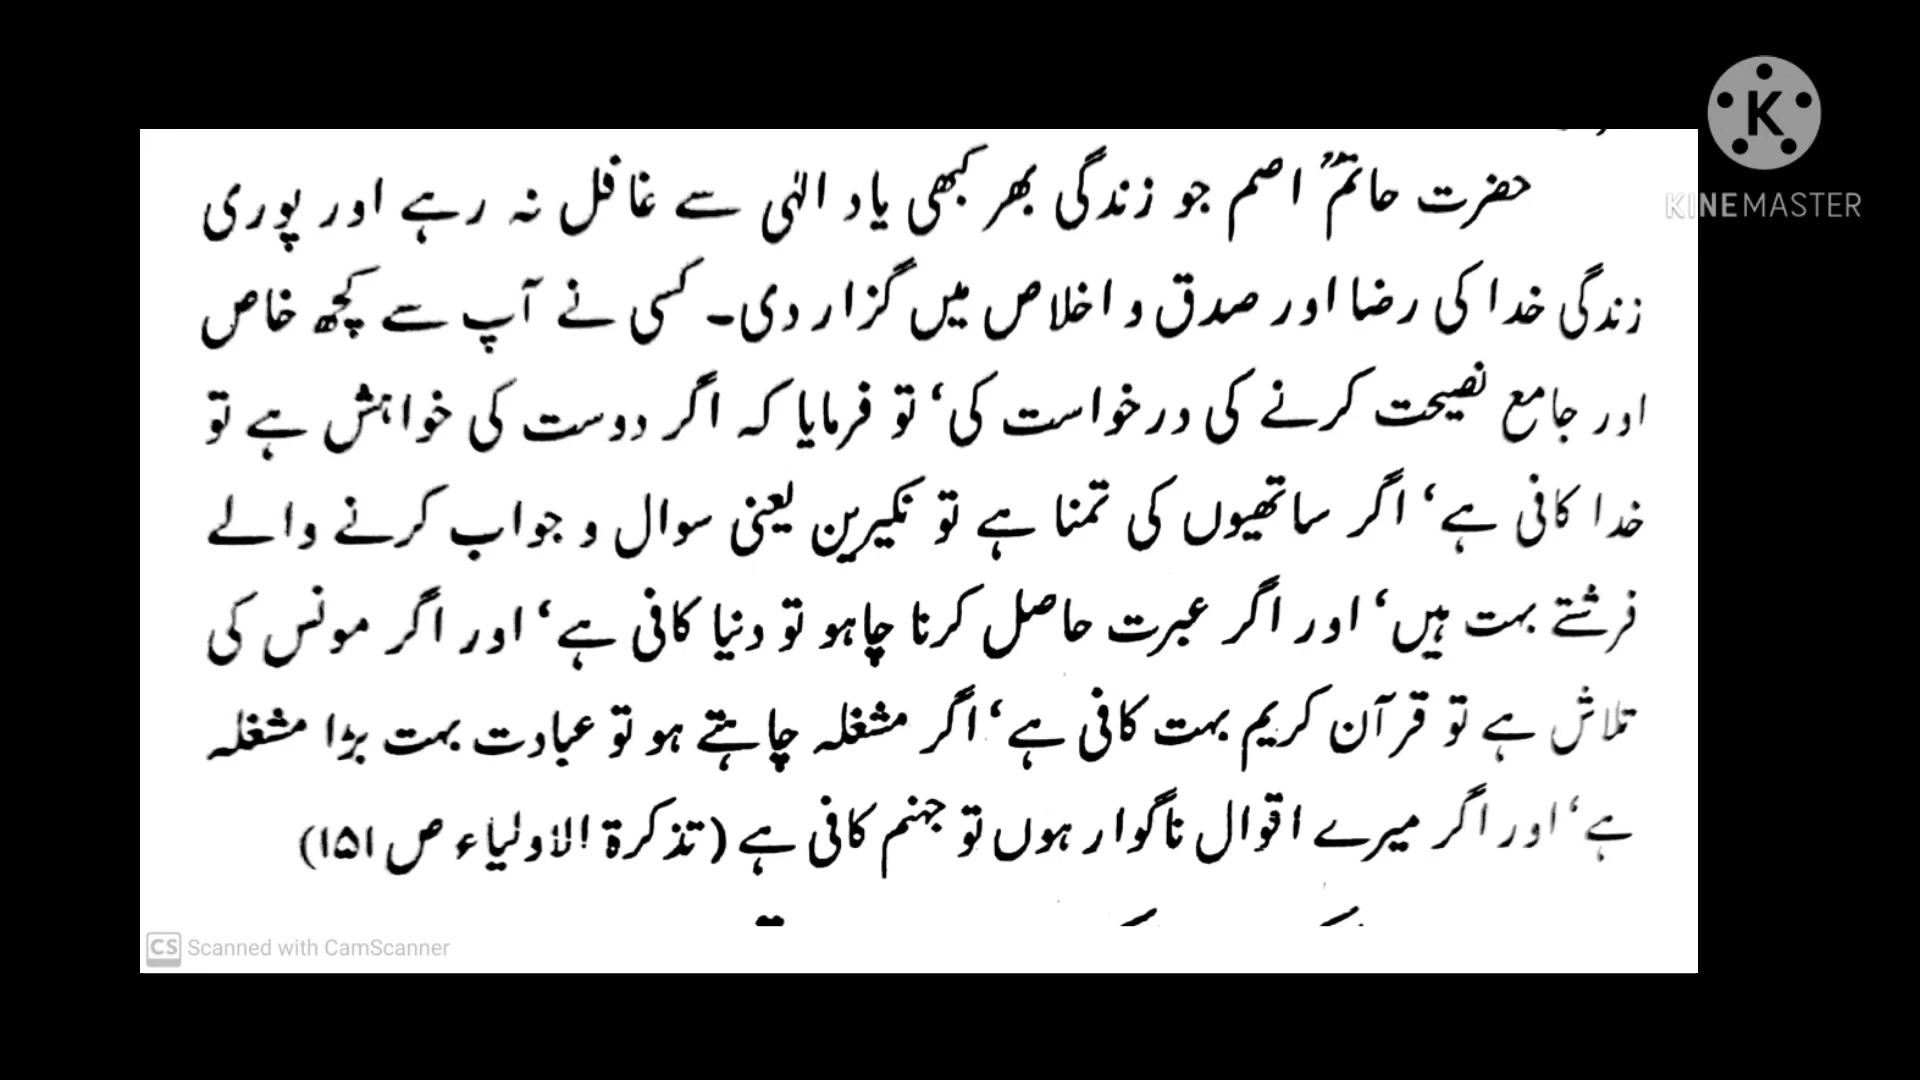 حضرت حاتمؒ اصم جو زندگی بھر کبھی یاد الہٰی سے غافل نہ رہے اور پوری
زندگی خدا کی رضا اور صدق و اخلاص میں گزار دی۔ کسی نے آپ سے کچھ خاص
اور جامع نصیحت کرنے کی درخواست کی‘ تو فرمایا کہ اگر دوست کی خواہش ہے تو
خدا کافی ہے‘ اگر ساتھیوں کی تمنا ہے تو نکیرین یعنی سوال و جواب کرنے والے
فرشتے بہت ہیں‘ اور اگر عبرت حاصل کرنا چاہو تو دنیا کافی ہے‘ اور اگر مونس کی
تلاش ہے تو قرآن کریم بہت کافی ہے‘ اگر مشغلہ چاہتے ہو تو عبادت بہت بڑا مشغلہ
ہے‘ اور اگر میرے اقوال ناگوار ہوں تو جہنم کافی ہے (تذکرۃ الاولیاء ص ۱۵۱)
CS Scanned with CamScanner
K
KINEMASTER